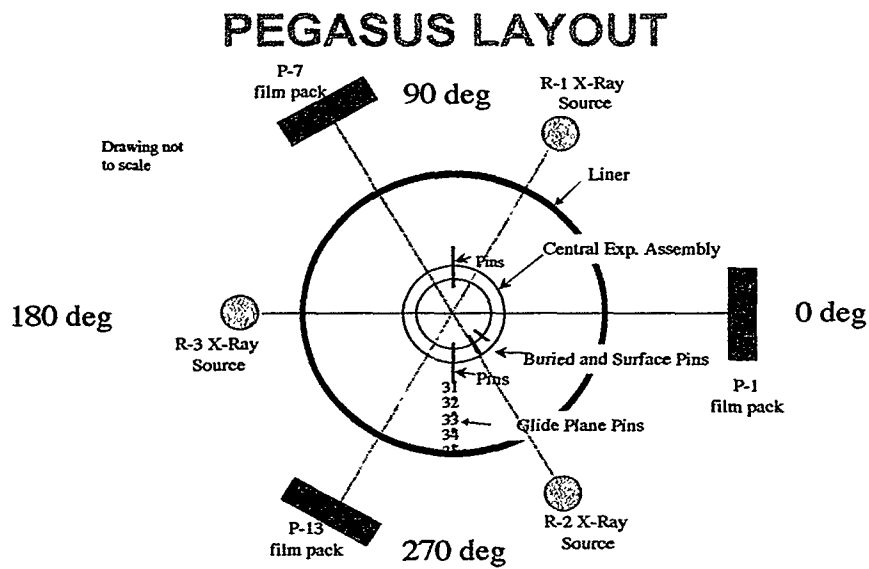 PEGASUS LAYOUT
P-7
film pack
90 deg
R-1 X-Ray
Source
Drawing not
to scale
Liner
Pins
Central Exp. Assembly
180 deg
0 deg
R-3 X-Ray
Source
Buried and Surface Pins
Pins
P-1
film pack
31
32
33
34
Glide Plane Pins
P-13
film pack
270 deg
R-2 X-Ray
Source